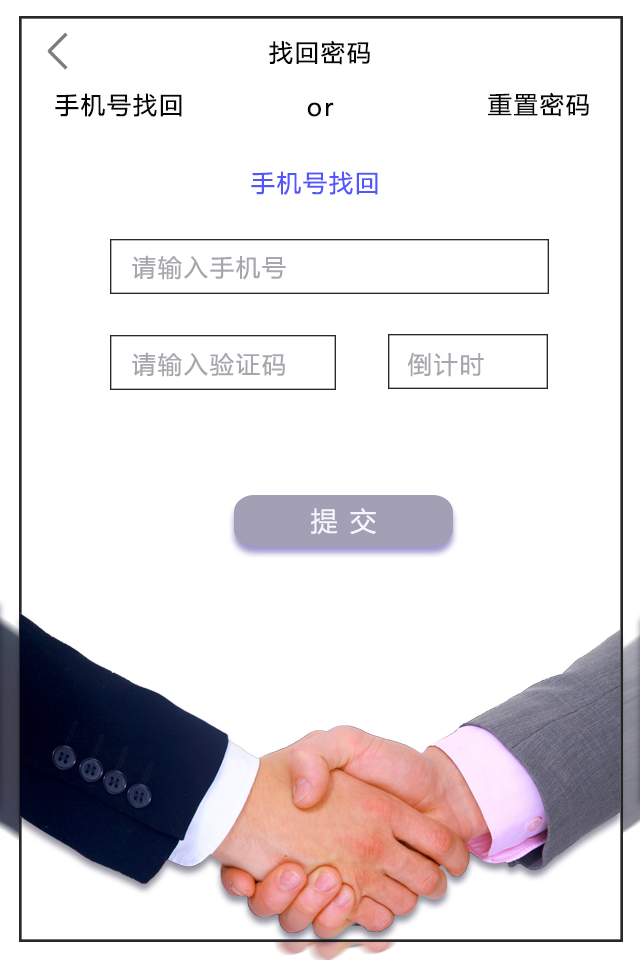 找回密码
手机号找回 or 重置密码
手机号找回
请输入手机号
请输入验证码 倒计时
提交